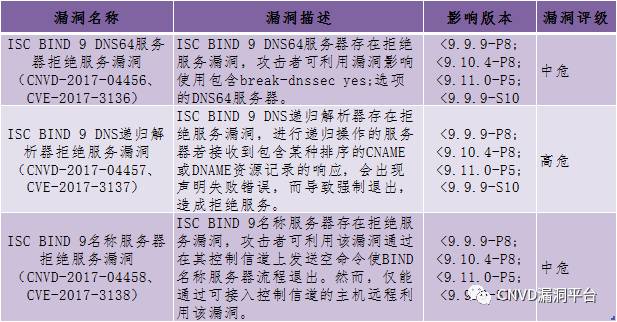 漏洞名称 漏洞描述 影响版本 漏洞评级
ISC BIND 9 DNS64服务
器拒绝服务漏洞
（CNVD-2017-04456、
CVE-2017-3136）
ISC BIND 9 DNS64服务器存在拒绝
服务漏洞，攻击者可利用漏洞影响
使用包含break-dnssec yes;选项
的DNS64服务器。
<9.9.9-P8;
<9.10.4-P8;
<9.11.0-P5;
<9.9.9-S10
中危
ISC BIND 9 DNS递归解
析器拒绝服务漏洞
（CNVD-2017-04457、
CVE-2017-3137）
ISC BIND 9 DNS递归解析器存在拒
绝服务漏洞，进行递归操作的服务
器若接收到包含某种排序的CNAME
或DNAME资源记录的响应，会出现
声明失败错误，而导致强制退出，
造成拒绝服务。
<9.9.9-P8;
<9.10.4-P8;
<9.11.0-P5;
<9.9.9-S10
高危
ISC BIND 9名称服务器
拒绝服务漏洞
（CNVD-2017-04458、
CVE-2017-3138）
ISC BIND 9名称服务器存在拒绝服
务漏洞，攻击者可利用该漏洞通过
在其控制信道上发送空命令使BIND
名称服务器流程退出。然而，仅能
通过可接入控制信道的主机远程利
用该漏洞。
<9.9.9-P8;
<9.10.4-P8;
<9.11.0-P5;
中危
CNVD漏洞平台